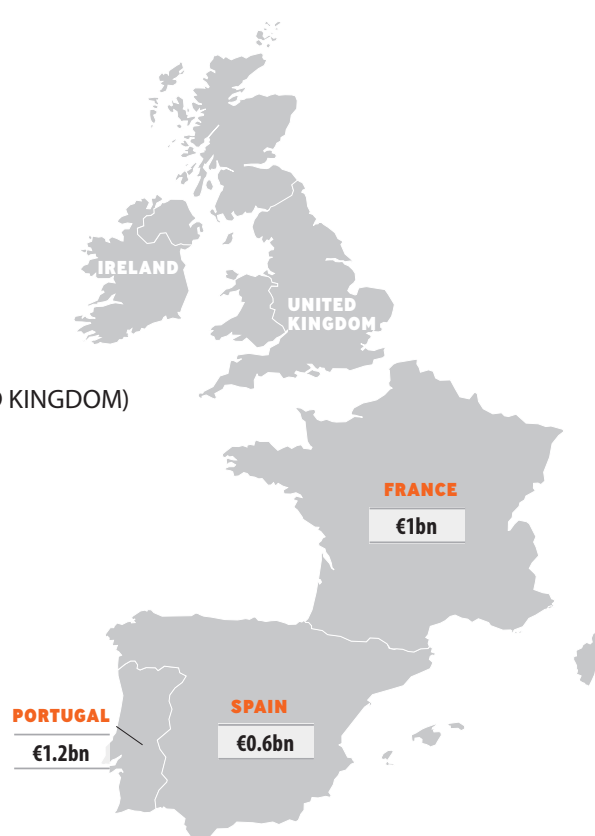 IRELAND
UNITED
KINGDOM
KINGDOM)
FRANCE
€1bn
SPAIN
€0.6bn
PORTUGAL
€1.2bn